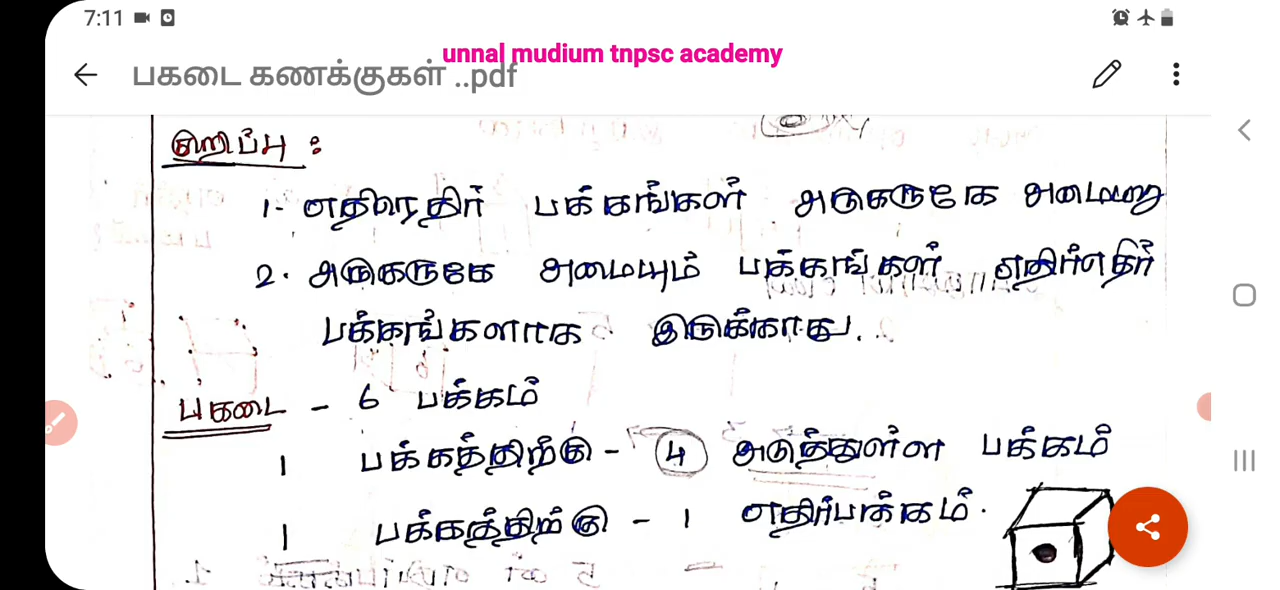 7:11
unnal mudium tnpsc academy
பகடை கணக்குகள் ..pdf
குறிப்பு :
1. எதிரெதிர் பக்கங்கள் அருகருகே அமையாது
2. அருகருகே அமையும் பக்கங்கள் எதிர்எதிர்
பக்கங்களாக இருக்காது.
பகடை - 6 பக்கம்
1 பக்கத்திற்கு - 4 அடுத்துள்ள பக்கம்
1 பக்கத்திற்கு - 1 எதிர்பக்கம்.